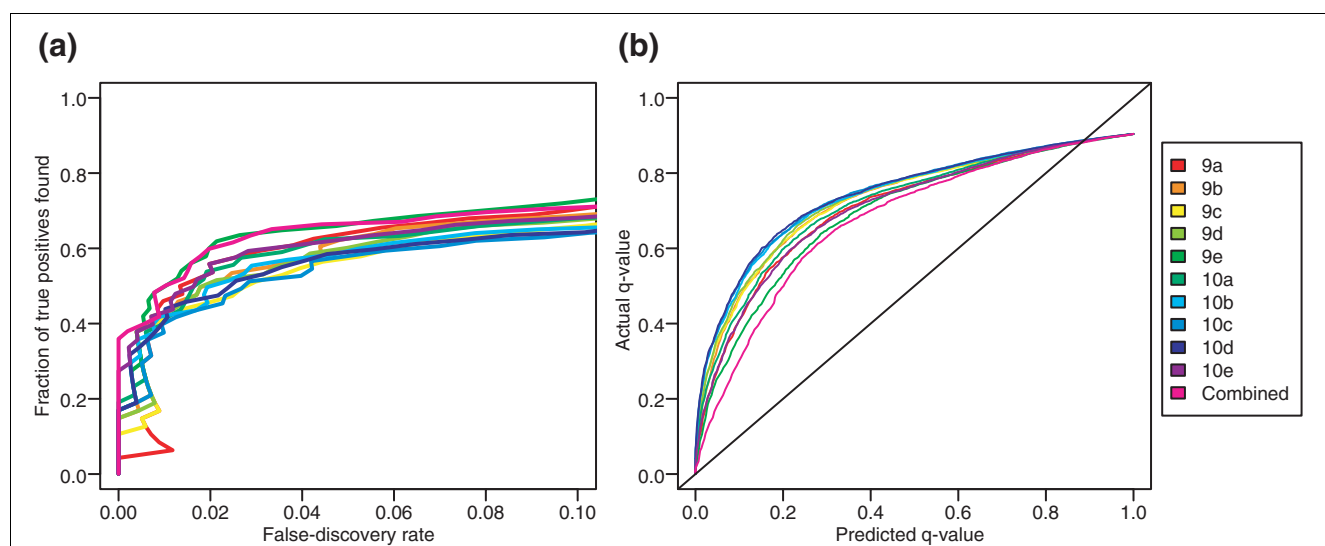 (a)
1.0
0.8
0.6
0.4
0.2
0.0
Fraction of true positives found
0.00 0.02 0.04 0.06 0.08 0.10
False-discovery rate
(b)
1.0
0.8
0.6
0.4
0.2
0.0
Actual q-value
0.0 0.2 0.4 0.6 0.8 1.0
Predicted q-value
9a
9b
9c
9d
9e
10a
10b
10c
10d
10e
Combined